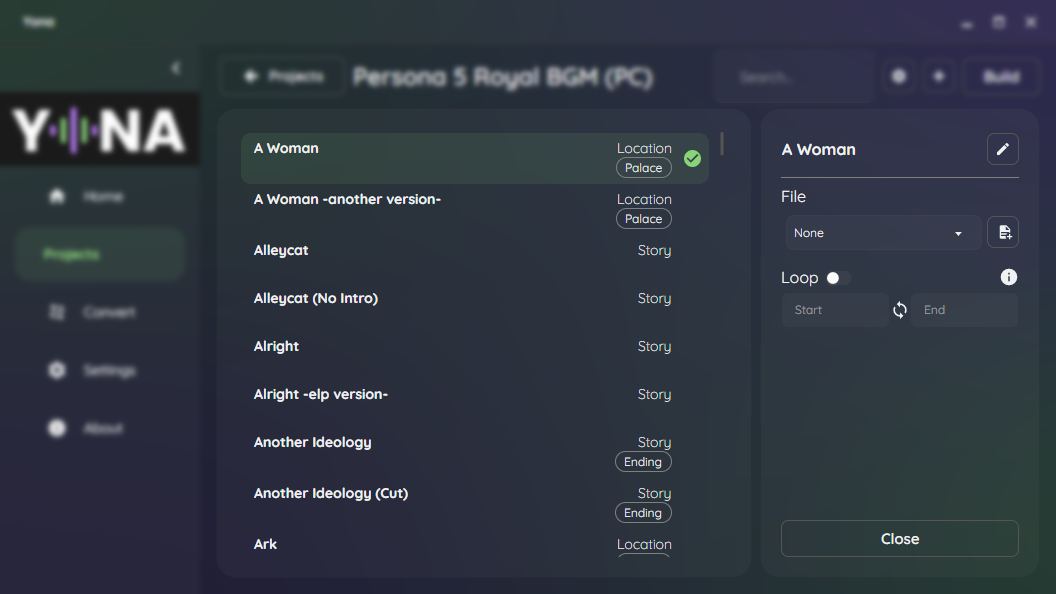 Yona
Projects
Persona 5 Royal BGM (PC)
Search...
Build
YONA
Home
Projects
Convert
Settings
About
A Woman
Location
Palace
A Woman -another version-
Location
Palace
Alleycat
Story
Alleycat (No Intro)
Story
Alright
Story
Alright -elp version-
Story
Another Ideology
Story
Ending
Another Ideology (Cut)
Story
Ending
Ark
Location
A Woman
File
None
Loop
Start
End
Close